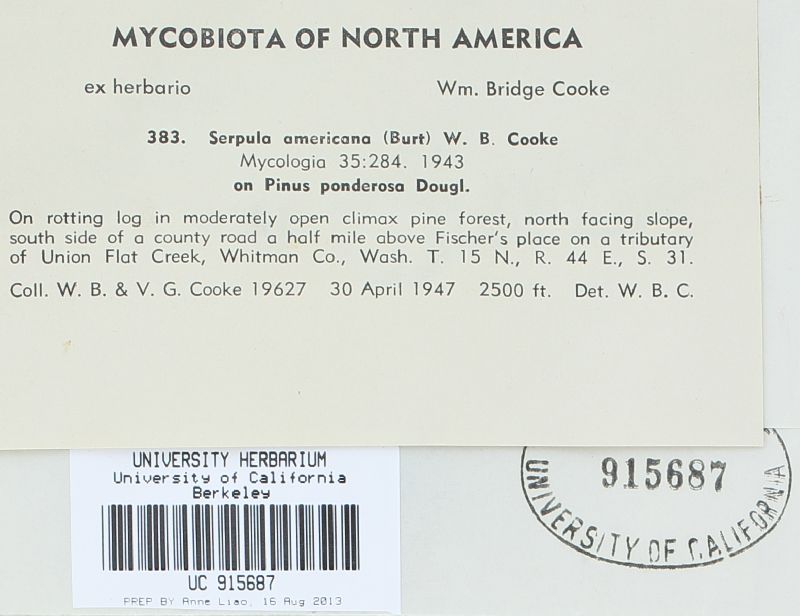 MYCOBIOTA OF NORTH AMERICA
ex herbario Wm. Bridge Cooke
383. Serpula americana (Burt) W. B. Cooke
Mycologia 35:284. 1943
on Pinus ponderosa Dougl.
On rotting log in moderately open climax pine forest, north facing slope,
south side of a county road a half mile above Fischer's place on a tributary
of Union Flat Creek, Whitman Co., Wash. T. 15 N., R. 44 E., S. 31.
Coll. W. B. & V. G. Cooke 19627 30 April 1947 2500 ft. Det. W. B. C.
UNIVERSITY HERBARIUM
University of California
Berkeley
UC 915687
PREP BY Anne Liao, 16 Aug 2013
915687
UNIVERSITY OF CALIFORNIA